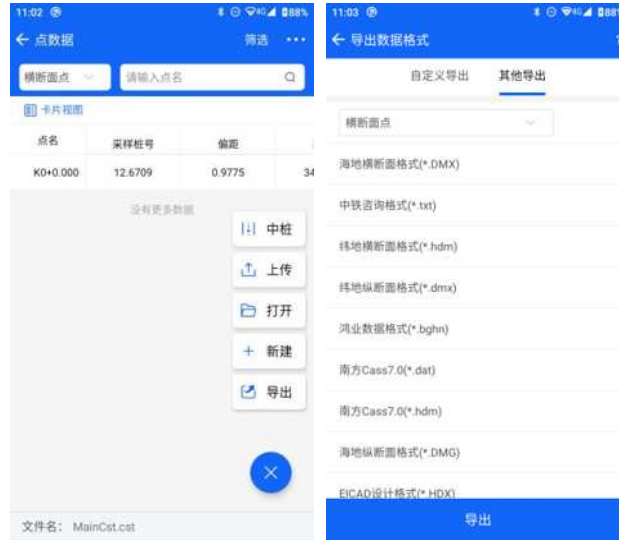 11:02
4G 88%
点数据
筛选 ···
横断面点
请输入点名
卡片视图
点名 采样桩号 偏距
K0+0.000 12.6709 0.9775 34
没有更多数据
中桩
上传
打开
+ 新建
导出
文件名： MainCst.cst
11:03
4G 88%
导出数据格式
自定义导出 其他导出
横断面点
海地横断面格式(*.DMX)
中铁咨询格式(*.txt)
纬地横断面格式(*.hdm)
纬地纵断面格式(*.dmx)
鸿业数据格式(*.bghn)
南方Cass7.0(*.dat)
南方Cass7.0(*.hdm)
海地纵断面格式(*.DMG)
EICAD设计格式(*.HDX)
导出